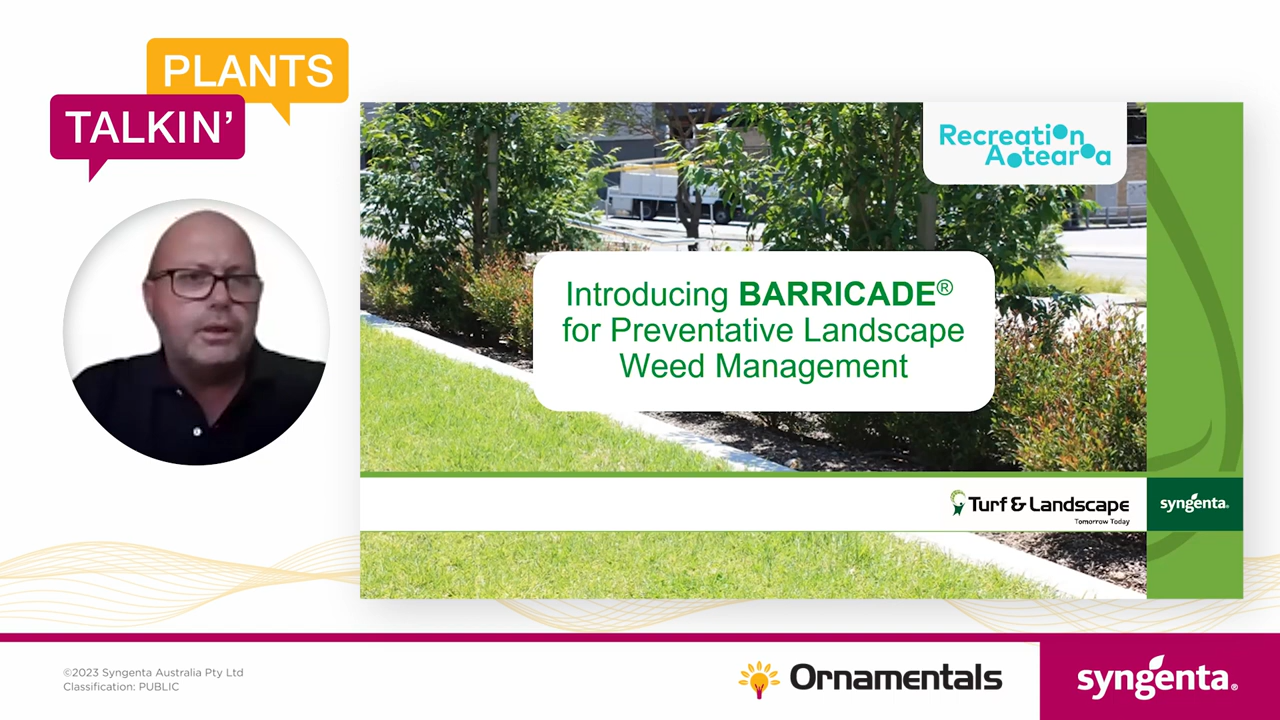 PLANTS
TALKIN’
Recreation
Aotearoa
Introducing BARRICADE®
for Preventative Landscape
Weed Management
Turf & Landscape
Tomorrow Today
syngenta®
©2023 Syngenta Australia Pty Ltd
Classification: PUBLIC
Ornamentals
syngenta®